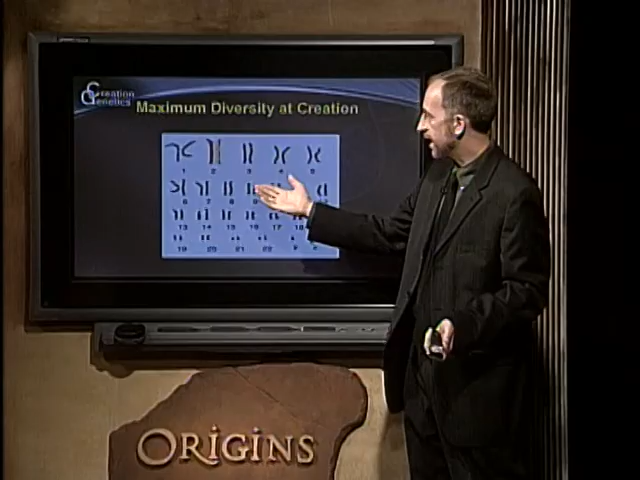 Creation
Genetics
Maximum Diversity at Creation
1 2 3 4 5
6 7 8 9
13 14 15 16 17 18
19 20 21 22
ORIGINS